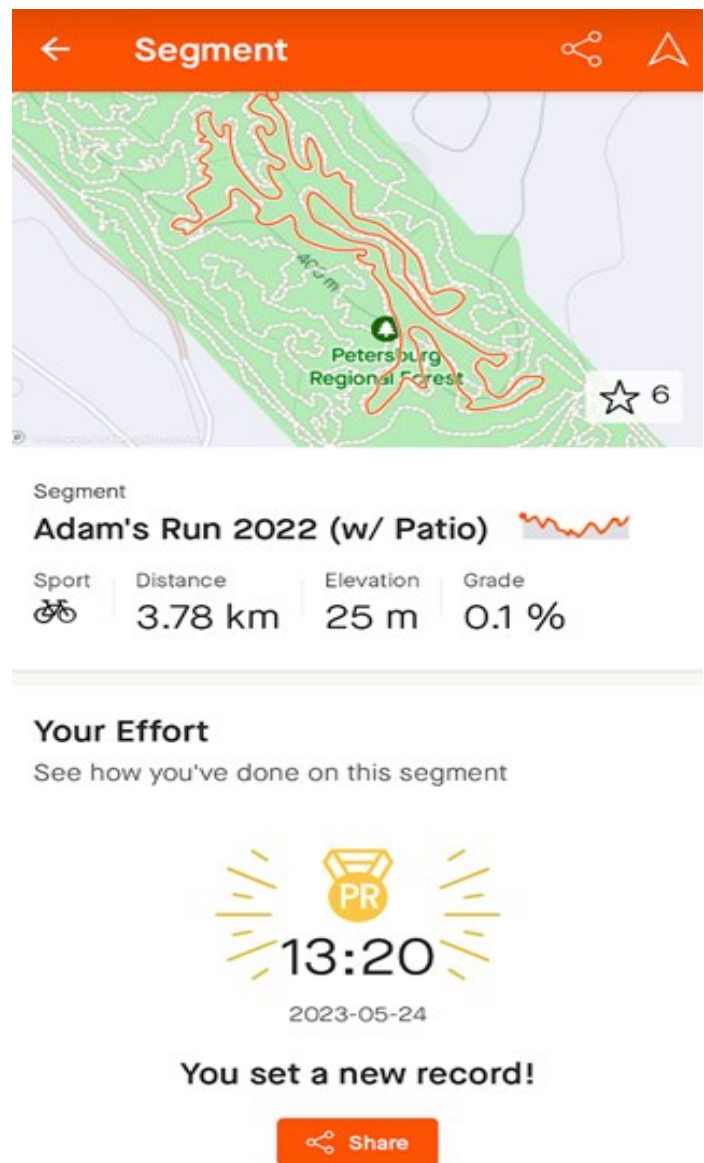 Segment
400 m
Petersburg
Regional Forest
6
Segment
Adam's Run 2022 (w/ Patio)
Sport Distance Elevation Grade
3.78 km 25 m 0.1 %
Your Effort
See how you've done on this segment
PR
13:20
2023-05-24
You set a new record!
Share